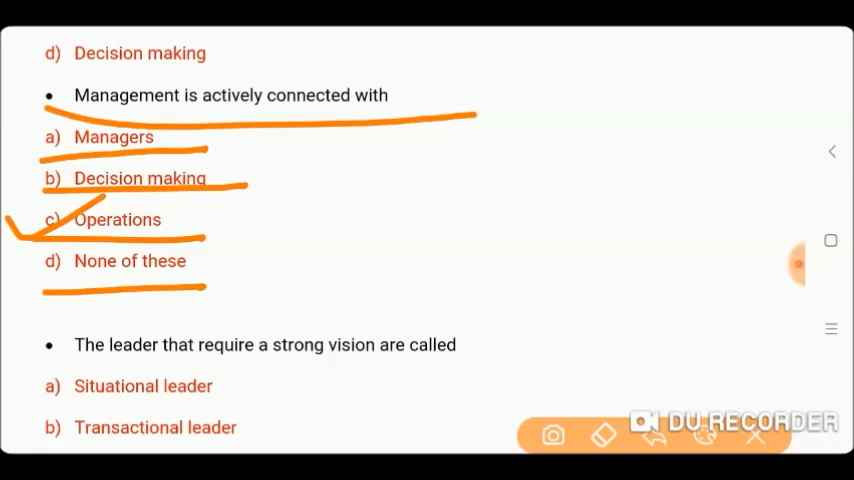 d) Decision making
• Management is actively connected with
a) Managers
b) Decision making
c) Operations
d) None of these
• The leader that require a strong vision are called
a) Situational leader
b) Transactional leader
DU RECORDER